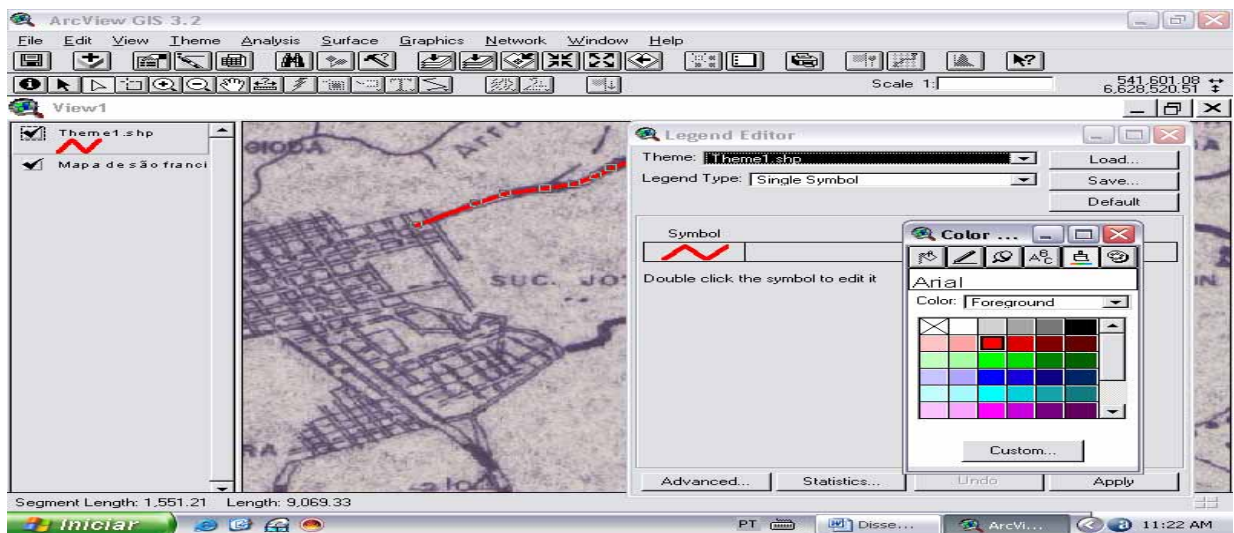 ArcView GIS 3.2
File Edit View Theme Analysis Surface Graphics Network Window Help
Scale 1:
541,601.08
6,628,520.51
View1
Theme1.shp
Mapa de são franci
GIODA
SUC. JO
Legend Editor
Theme: Theme1.shp
Load...
Legend Type: Single Symbol
Save...
Default
Symbol
Double click the symbol to edit it
Color ...
Arial
Color: Foreground
Custom...
Advanced... Statistics... Undo Apply
Segment Length: 1,551.21 Length: 9,069.33
Iniciar
PT
Disse...
ArcVi...
11:22 AM